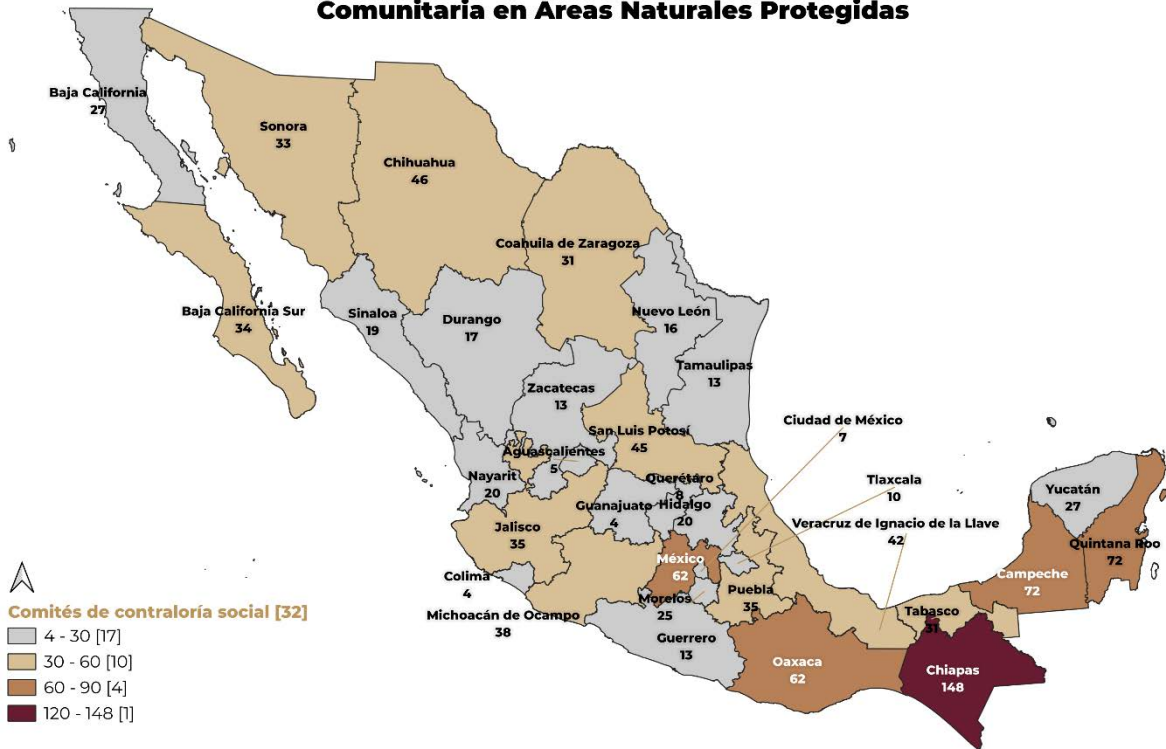 Comunitaria en Áreas Naturales Protegidas
Baja California
27
Sonora
33
Chihuahua
46
Coahuila de Zaragoza
31
Baja California Sur
34
Sinaloa
19
Durango
17
Nuevo León
16
Tamaulipas
13
Zacatecas
13
Ciudad de México
7
San Luis Potosí
45
Aguascalientes
5
Nayarit
20
Querétaro
8
Tlaxcala
10
Yucatán
27
Guanajuato
4
Hidalgo
20
Veracruz de Ignacio de la Llave
42
Jalisco
35
Quintana Roo
72
México
62
Campeche
72
Colima
4
Morelos
25
Puebla
35
Michoacán de Ocampo
38
Tabasco
31
Guerrero
13
Oaxaca
62
Chiapas
148
Comités de contraloría social [32]
4 - 30 [17]
30 - 60 [10]
60 - 90 [4]
120 - 148 [1]